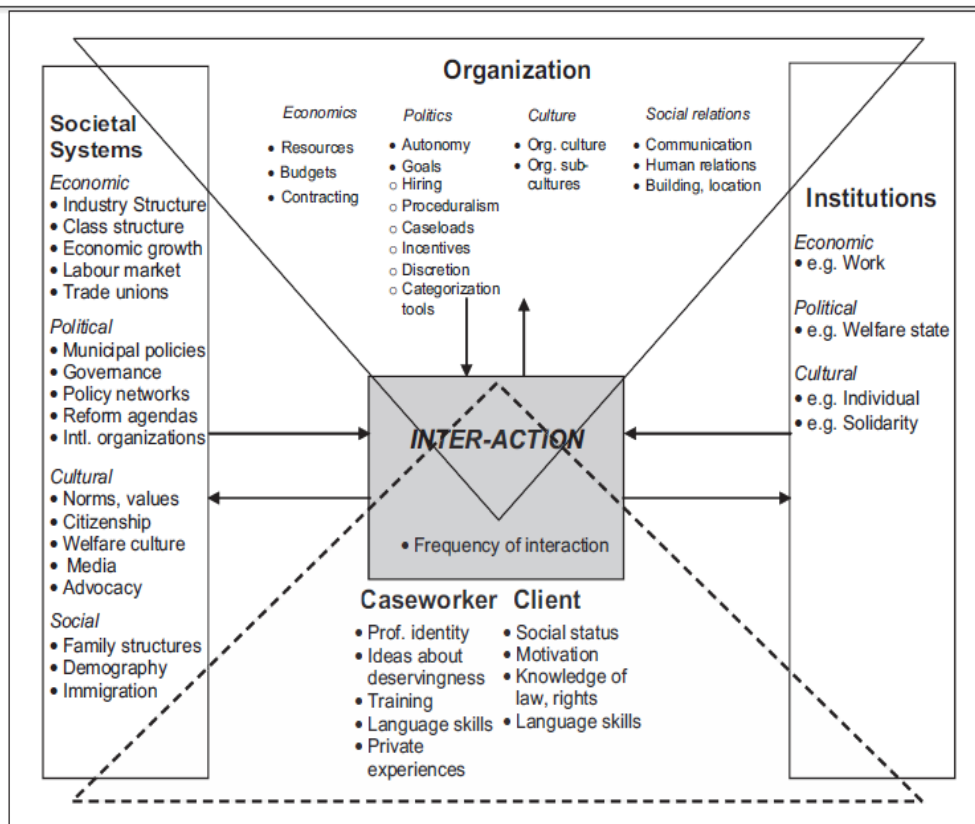 Organization
Economics
• Resources
• Budgets
• Contracting
Politics
• Autonomy
• Goals
○ Hiring
○ Proceduralism
○ Caseloads
○ Incentives
○ Discretion
○ Categorization
tools
Culture
• Org. culture
• Org. sub-
cultures
Social relations
• Communication
• Human relations
• Building, location
Societal
Systems
Economic
• Industry Structure
• Class structure
• Economic growth
• Labour market
• Trade unions
Political
• Municipal policies
• Governance
• Policy networks
• Reform agendas
• Intl. organizations
Cultural
• Norms, values
• Citizenship
• Welfare culture
• Media
• Advocacy
Social
• Family structures
• Demography
• Immigration
INTER-ACTION
• Frequency of interaction
Caseworker
• Prof. identity
• Ideas about
deservingness
• Training
• Language skills
• Private
experiences
Client
• Social status
• Motivation
• Knowledge of
law, rights
• Language skills
Institutions
Economic
• e.g. Work
Political
• e.g. Welfare state
Cultural
• e.g. Individual
• e.g. Solidarity